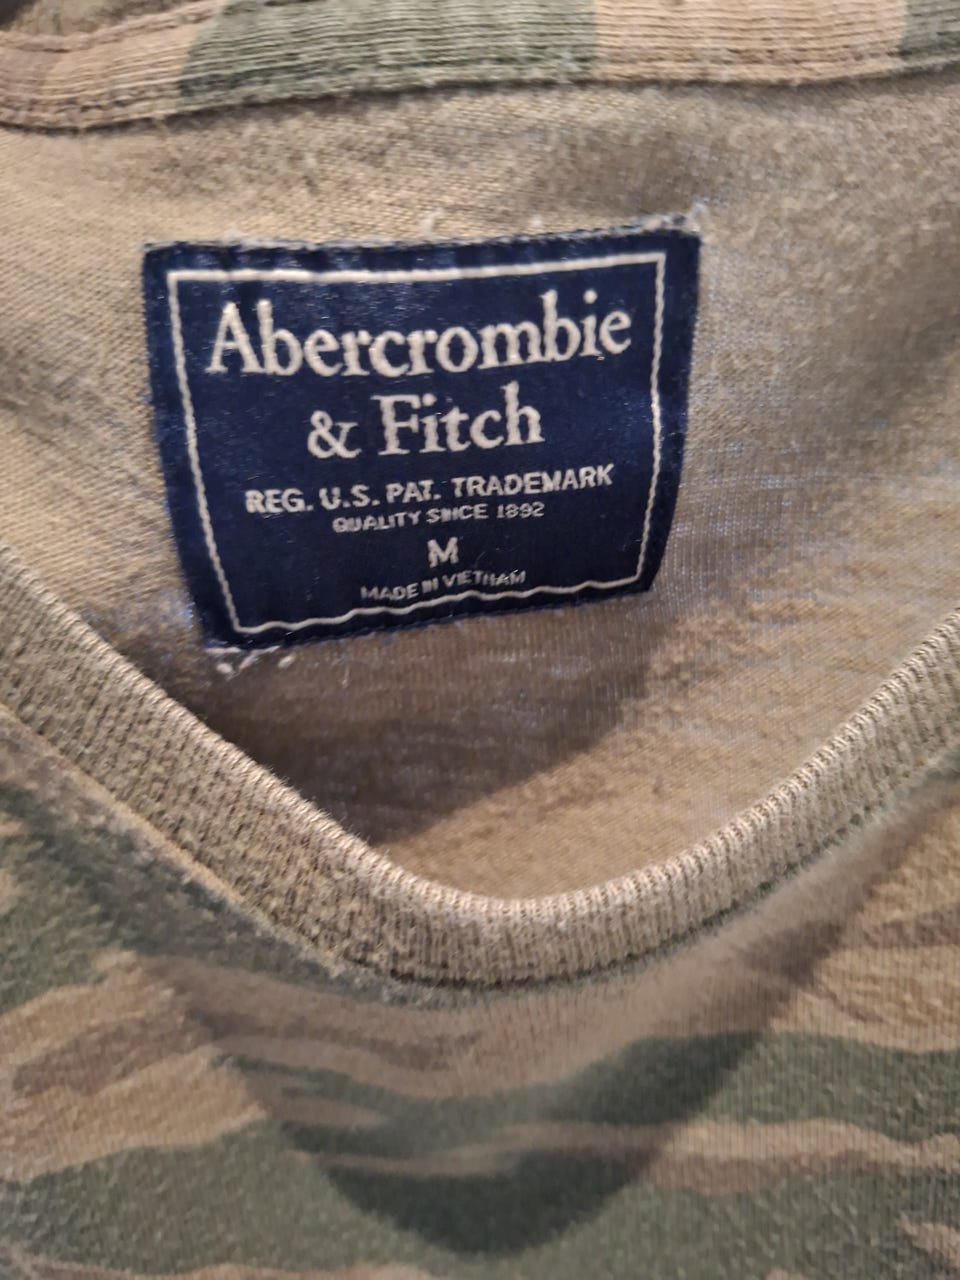 Abercrombie
& Fitch
REG. U.S. PAT. TRADEMARK
QUALITY SINCE 1892
M
MADE IN VIETNAM